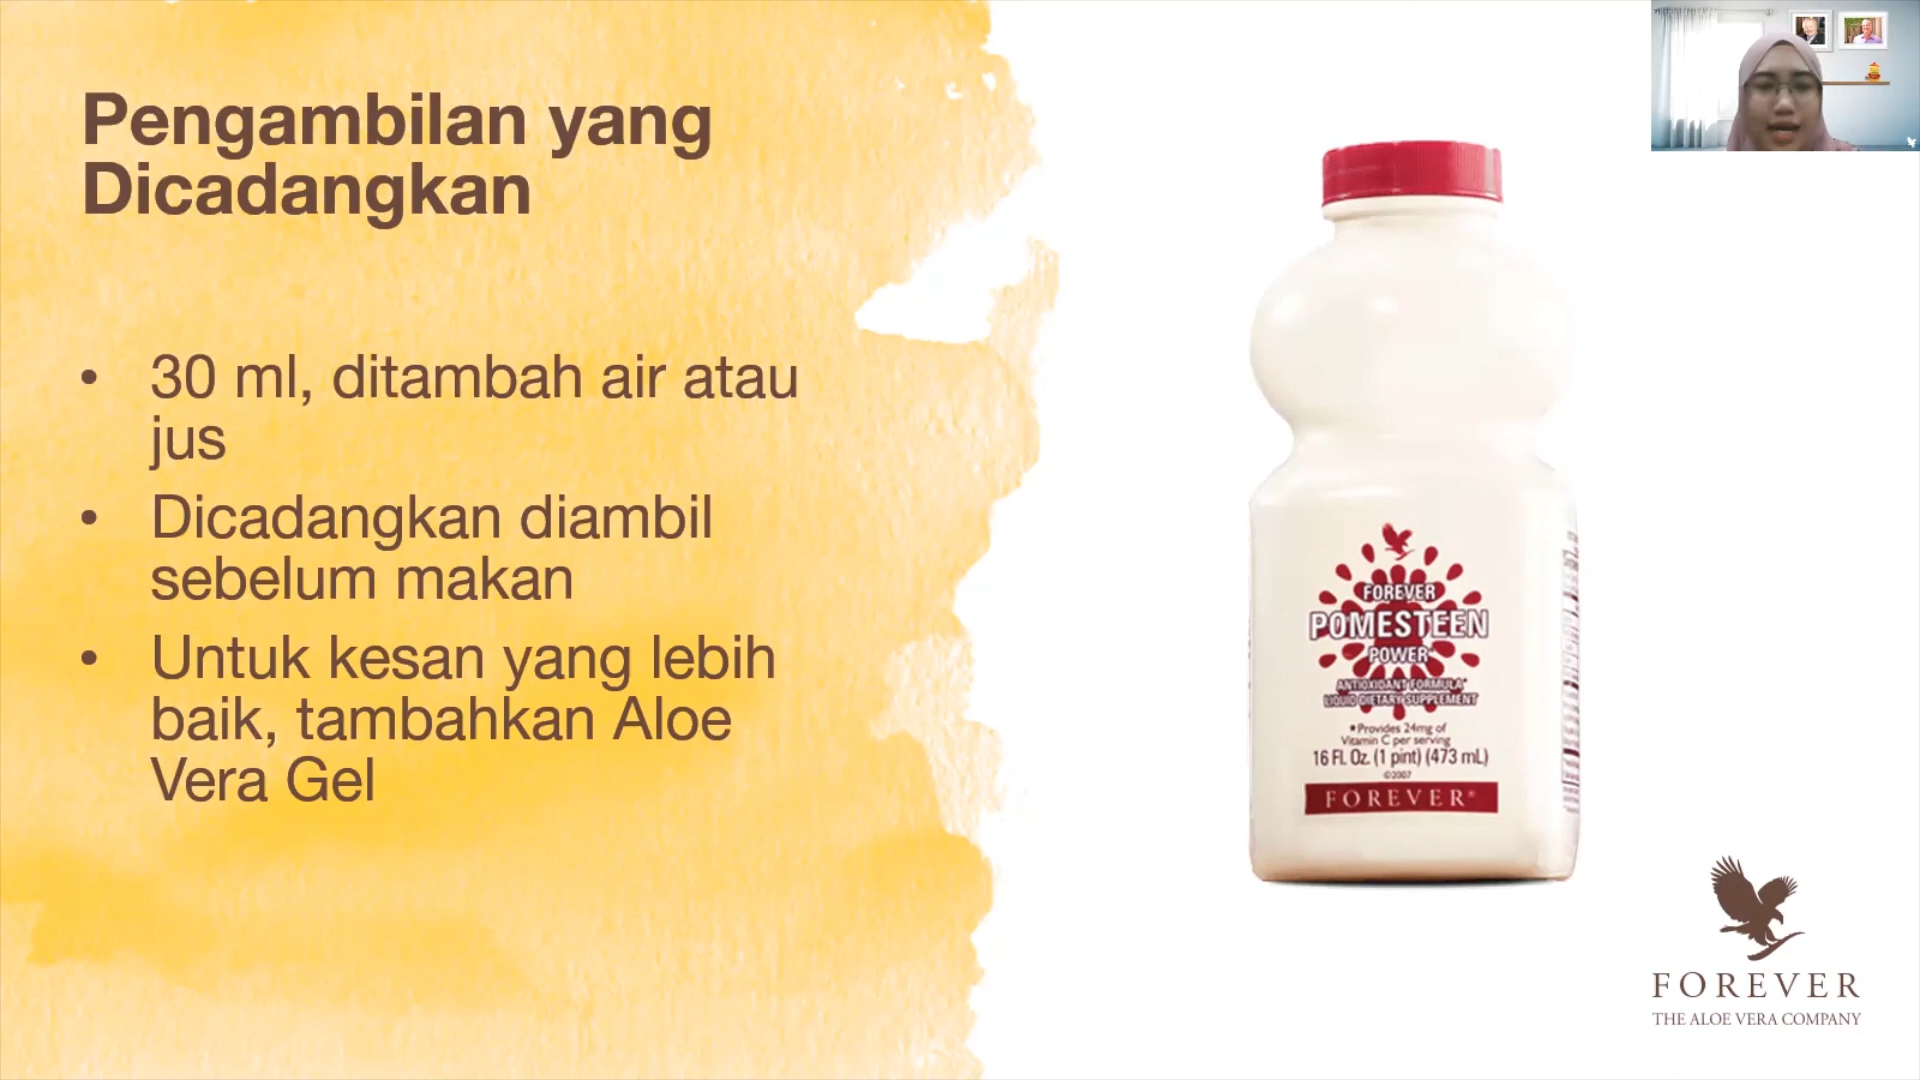 Pengambilan yang
Dicadangkan
• 30 ml, ditambah air atau
jus
• Dicadangkan diambil
sebelum makan
• Untuk kesan yang lebih
baik, tambahkan Aloe
Vera Gel
FOREVER
POMESTEEN
POWER
ANTIOXIDANT FORMULA*
LIQUID DIETARY SUPPLEMENT
*Provides 24mg of
Vitamin C per serving
16 FL. Oz. (1 pint) (473 mL)
©2007
FOREVER®
FOREVER
THE ALOE VERA COMPANY